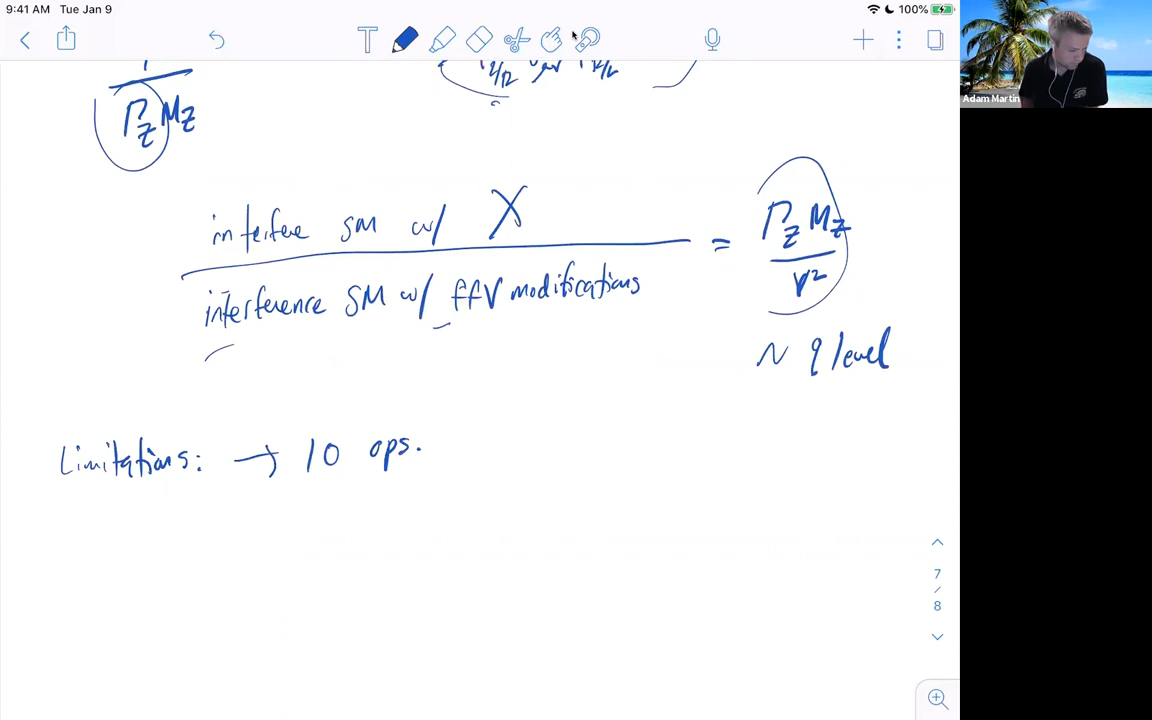 9:41 AM Tue Jan 9
100%
T
Adam Martin
Γ_Z M_Z
interfere SM w/ X
interference SM w/ ffV modifications
= Γ_Z M_Z / v²
~ % level
Limitations: → 10 ops.
7
/
8